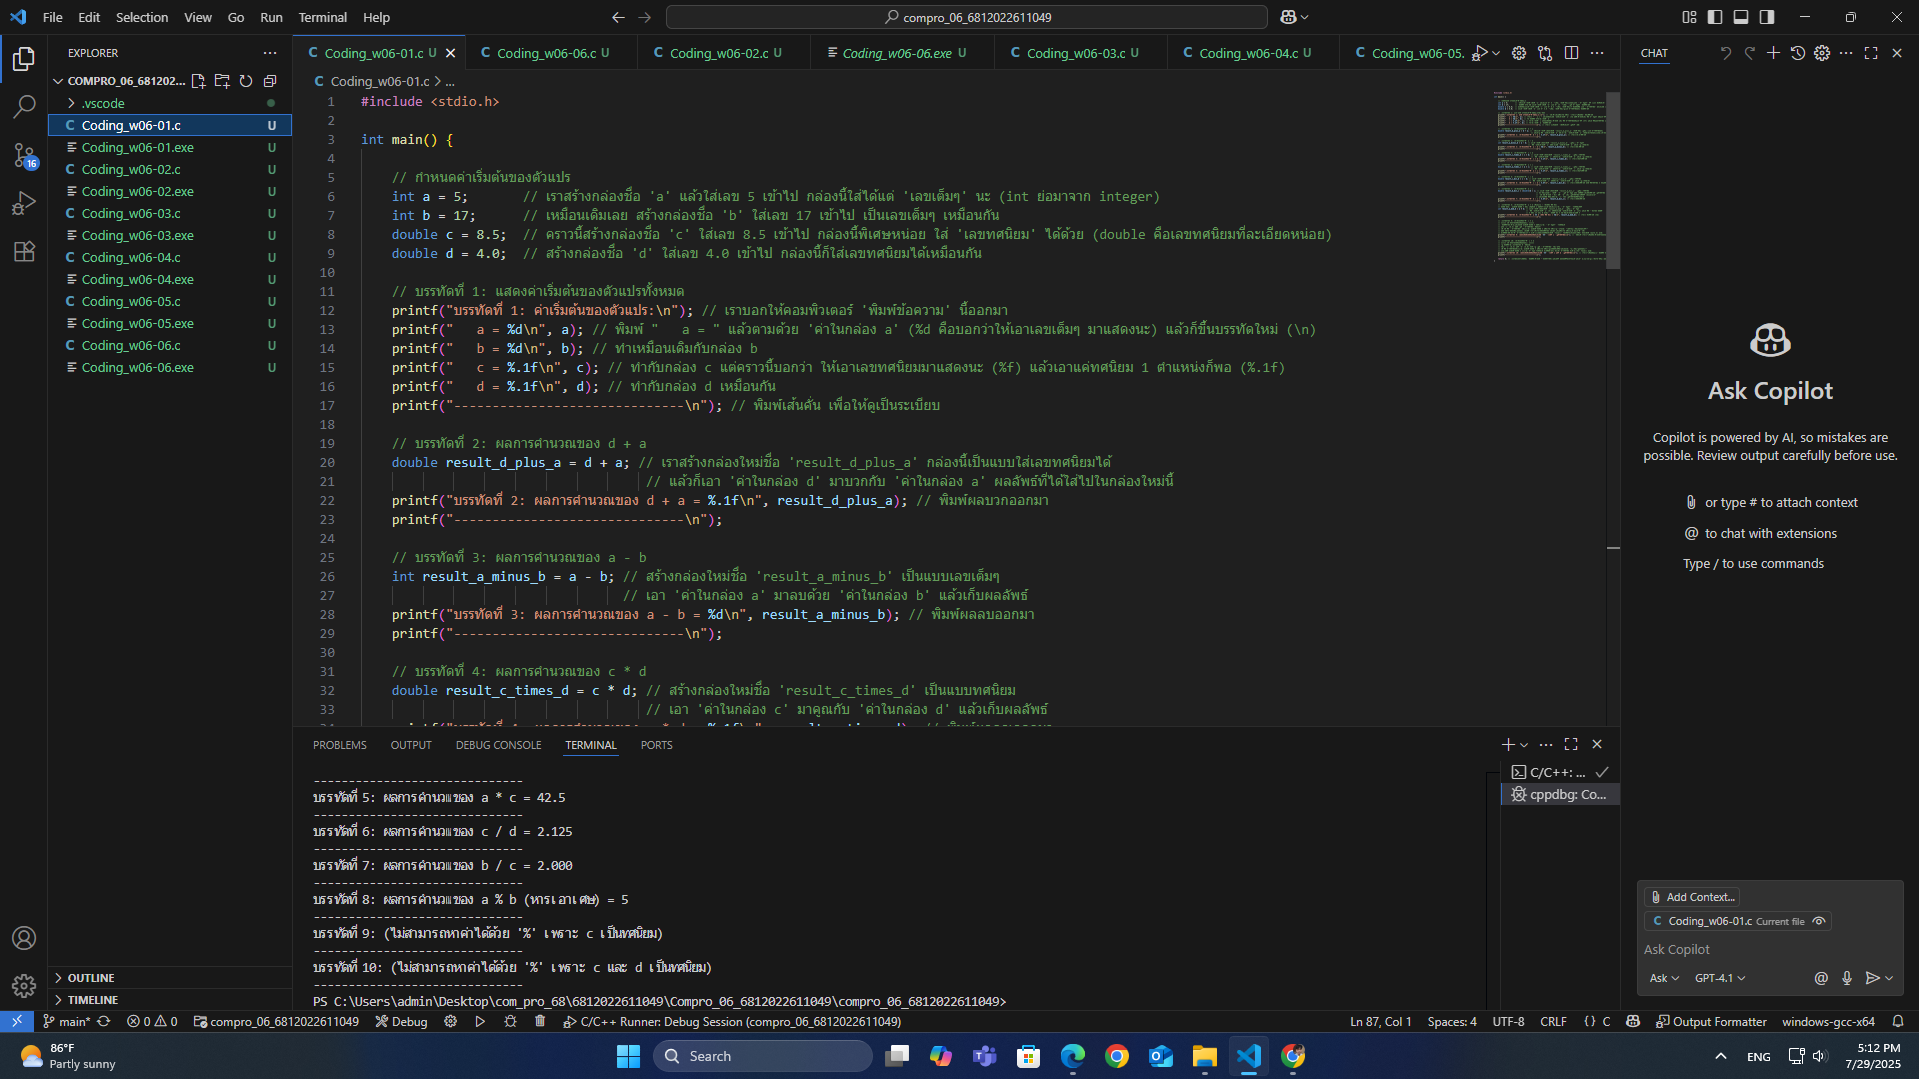 File Edit Selection View Go Run Terminal Help
compro_06_6812022611049
EXPLORER
COMPRO_06_681202...
.vscode
Coding_w06-01.c U
Coding_w06-01.exe U
Coding_w06-02.c U
Coding_w06-02.exe U
Coding_w06-03.c U
Coding_w06-03.exe U
Coding_w06-04.c U
Coding_w06-04.exe U
Coding_w06-05.c U
Coding_w06-05.exe U
Coding_w06-06.c U
Coding_w06-06.exe U
OUTLINE
TIMELINE
Coding_w06-01.c U Coding_w06-06.c U Coding_w06-02.c U Coding_w06-06.exe U Coding_w06-03.c U Coding_w06-04.c U Coding_w06-05.
Coding_w06-01.c > ...
1 #include <stdio.h>
2
3 int main() {
4
5 // กำหนดค่าเริ่มต้นของตัวแปร
6 int a = 5; // เราสร้างกล่องชื่อ 'a' แล้วใส่เลข 5 เข้าไป กล่องนี้ใส่ได้แต่ 'เลขเต็มๆ' นะ (int ย่อมาจาก integer)
7 int b = 17; // เหมือนเดิมเลย สร้างกล่องชื่อ 'b' ใส่เลข 17 เข้าไป เป็นเลขเต็มๆ เหมือนกัน
8 double c = 8.5; // คราวนี้สร้างกล่องชื่อ 'c' ใส่เลข 8.5 เข้าไป กล่องนี้พิเศษหน่อย ใส่ 'เลขทศนิยม' ได้ด้วย (double คือเลขทศนิยมที่ละเอียดหน่อย)
9 double d = 4.0; // สร้างกล่องชื่อ 'd' ใส่เลข 4.0 เข้าไป กล่องนี้ก็ใส่เลขทศนิยมได้เหมือนกัน
10
11 // บรรทัดที่ 1: แสดงค่าเริ่มต้นของตัวแปรทั้งหมด
12 printf("บรรทัดที่ 1: ค่าเริ่มต้นของตัวแปร:\n"); // เราบอกให้คอมพิวเตอร์ 'พิมพ์ข้อความ' นี้ออกมา
13 printf("   a = %d\n", a); // พิมพ์ "   a = " แล้วตามด้วย 'ค่าในกล่อง a' (%d คือบอกว่าให้เอาเลขเต็มๆ มาแสดงนะ) แล้วก็ขึ้นบรรทัดใหม่ (\n)
14 printf("   b = %d\n", b); // ทำเหมือนเดิมกับกล่อง b
15 printf("   c = %.1f\n", c); // ทำกับกล่อง c แต่คราวนี้บอกว่า ให้เอาเลขทศนิยมมาแสดงนะ (%f) แล้วเอาแค่ทศนิยม 1 ตำแหน่งก็พอ (%.1f)
16 printf("   d = %.1f\n", d); // ทำกับกล่อง d เหมือนกัน
17 printf("------------------------------\n"); // พิมพ์เส้นคั่น เพื่อให้ดูเป็นระเบียบ
18
19 // บรรทัดที่ 2: ผลการคำนวณของ d + a
20 double result_d_plus_a = d + a; // เราสร้างกล่องใหม่ชื่อ 'result_d_plus_a' กล่องนี้เป็นแบบใส่เลขทศนิยมได้
21 // แล้วก็เอา 'ค่าในกล่อง d' มาบวกกับ 'ค่าในกล่อง a' ผลลัพธ์ที่ได้ใส่ไปในกล่องใหม่นี้
22 printf("บรรทัดที่ 2: ผลการคำนวณของ d + a = %.1f\n", result_d_plus_a); // พิมพ์ผลบวกออกมา
23 printf("------------------------------\n");
24
25 // บรรทัดที่ 3: ผลการคำนวณของ a - b
26 int result_a_minus_b = a - b; // สร้างกล่องใหม่ชื่อ 'result_a_minus_b' เป็นแบบเลขเต็มๆ
27 // เอา 'ค่าในกล่อง a' มาลบด้วย 'ค่าในกล่อง b' แล้วเก็บผลลัพธ์
28 printf("บรรทัดที่ 3: ผลการคำนวณของ a - b = %d\n", result_a_minus_b); // พิมพ์ผลลบออกมา
29 printf("------------------------------\n");
30
31 // บรรทัดที่ 4: ผลการคำนวณของ c * d
32 double result_c_times_d = c * d; // สร้างกล่องใหม่ชื่อ 'result_c_times_d' เป็นแบบทศนิยม
33 // เอา 'ค่าในกล่อง c' มาคูณกับ 'ค่าในกล่อง d' แล้วเก็บผลลัพธ์
PROBLEMS OUTPUT DEBUG CONSOLE TERMINAL PORTS
------------------------------
บรรทัดที่ 5: ผลการคำนวณของ a * c = 42.5
------------------------------
บรรทัดที่ 6: ผลการคำนวณของ c / d = 2.125
------------------------------
บรรทัดที่ 7: ผลการคำนวณของ b / c = 2.000
------------------------------
บรรทัดที่ 8: ผลการคำนวณของ a % b (หารเอาเศษ) = 5
------------------------------
บรรทัดที่ 9: (ไม่สามารถหาค่าได้ด้วย '%' เพราะ c เป็นทศนิยม)
------------------------------
บรรทัดที่ 10: (ไม่สามารถหาค่าได้ด้วย '%' เพราะ c และ d เป็นทศนิยม)
------------------------------
PS C:\Users\admin\Desktop\com_pro_68\6812022611049\Compro_06_6812022611049\compro_06_6812022611049>
C/C++: ...
cppdbg: Co...
CHAT
Ask Copilot
Copilot is powered by AI, so mistakes are
possible. Review output carefully before use.
or type # to attach context
@ to chat with extensions
Type / to use commands
Add Context...
Coding_w06-01.c Current file
Ask Copilot
Ask GPT-4.1
main* 0 0 compro_06_6812022611049 Debug C/C++ Runner: Debug Session (compro_06_6812022611049) Ln 87, Col 1 Spaces: 4 UTF-8 CRLF {} C Output Formatter windows-gcc-x64
86°F
Partly sunny
Search
ENG
5:12 PM
7/29/2025